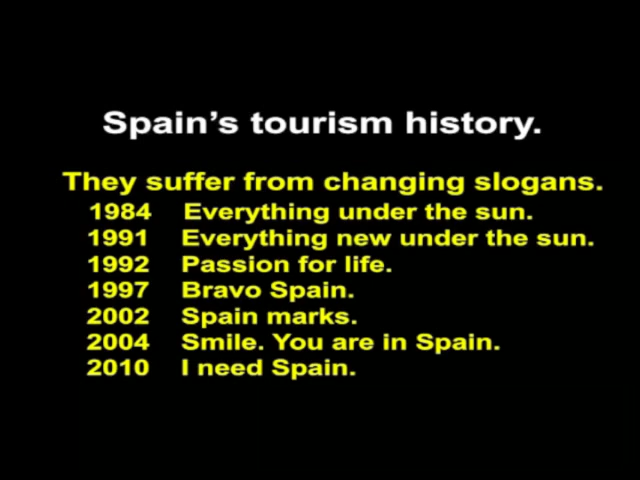 Spain's tourism history.
They suffer from changing slogans.
1984 Everything under the sun.
1991 Everything new under the sun.
1992 Passion for life.
1997 Bravo Spain.
2002 Spain marks.
2004 Smile. You are in Spain.
2010 I need Spain.